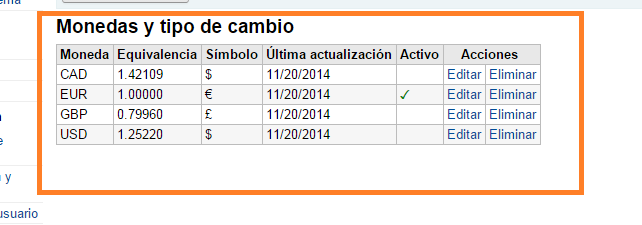 Monedas y tipo de cambio
Moneda Equivalencia Símbolo Última actualización Activo Acciones
CAD 1.42109 $ 11/20/2014 Editar Eliminar
EUR 1.00000 € 11/20/2014 ✓ Editar Eliminar
GBP 0.79960 £ 11/20/2014 Editar Eliminar
USD 1.25220 $ 11/20/2014 Editar Eliminar
y
usuario